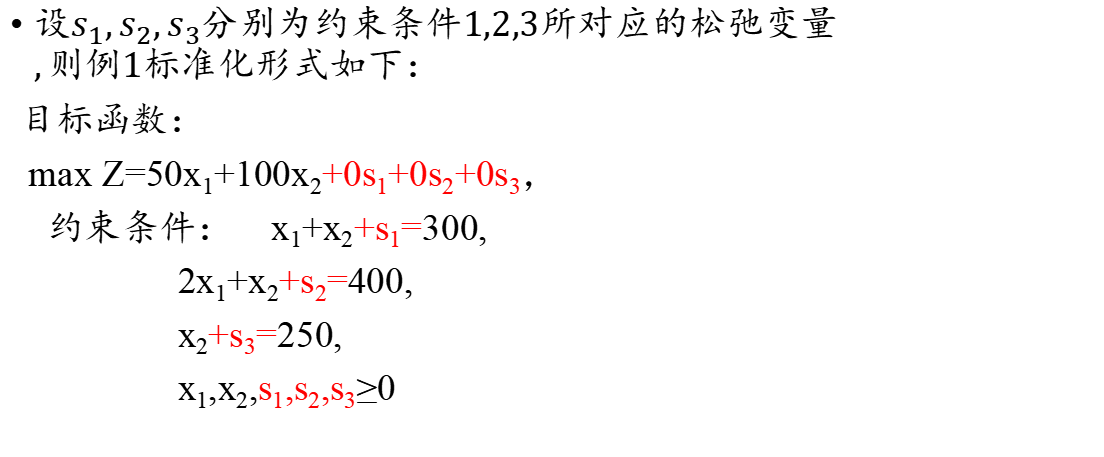 • 设s₁, s₂, s₃分别为约束条件1,2,3所对应的松弛变量
, 则例1标准化形式如下：
目标函数：
max Z=50x₁+100x₂+0s₁+0s₂+0s₃，
约束条件： x₁+x₂+s₁=300,
2x₁+x₂+s₂=400,
x₂+s₃=250,
x₁,x₂,s₁,s₂,s₃≥0